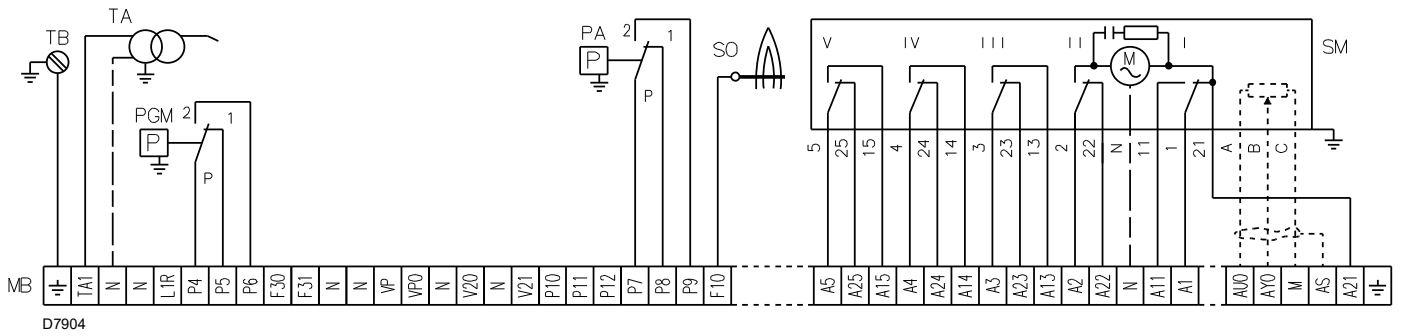 TA
TB
PGM
P
2
1
P
PA
P
2
1
P
SO
V
IV
III
II
I
M
SM
5
25
15
4
24
14
3
23
13
2
22
N
11
1
21
A
B
C
MB
TA1
N
N
L1R
P4
P5
P6
F30
F31
N
N
VP
VP0
N
V20
N
V21
P10
P11
P12
P7
P8
P9
F10
A5
A25
A15
A4
A24
A14
A3
A23
A13
A2
A22
N
A11
A1
AU0
AY0
M
AS
A21
D7904